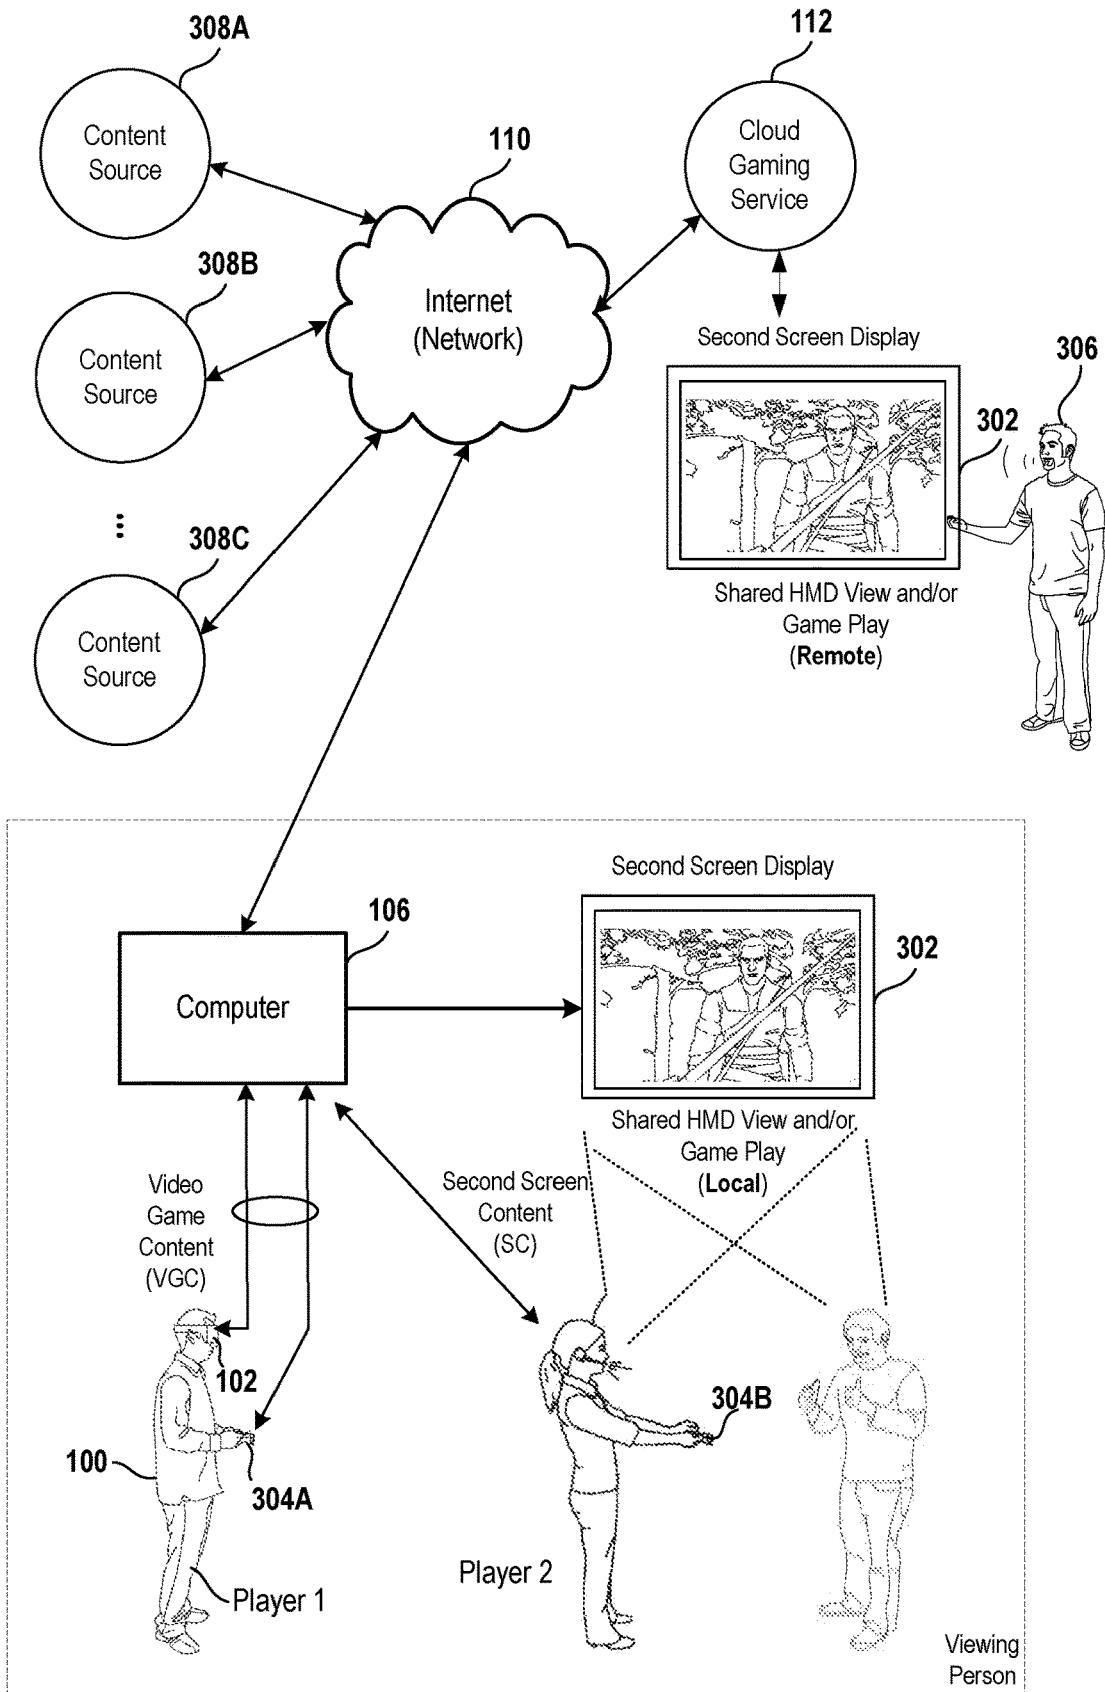 308A
112
Content
Source
110
Cloud
Gaming
Service
308B
Internet
(Network)
Content
Source
Second Screen Display
306
302
...
308C
Content
Source
Shared HMD View and/or
Game Play
(Remote)
Second Screen Display
106
302
Computer
Shared HMD View and/or
Game Play
(Local)
Video
Game
Content
(VGC)
Second Screen
Content
(SC)
102
304B
100
304A
Player 2
Player 1
Viewing
Person